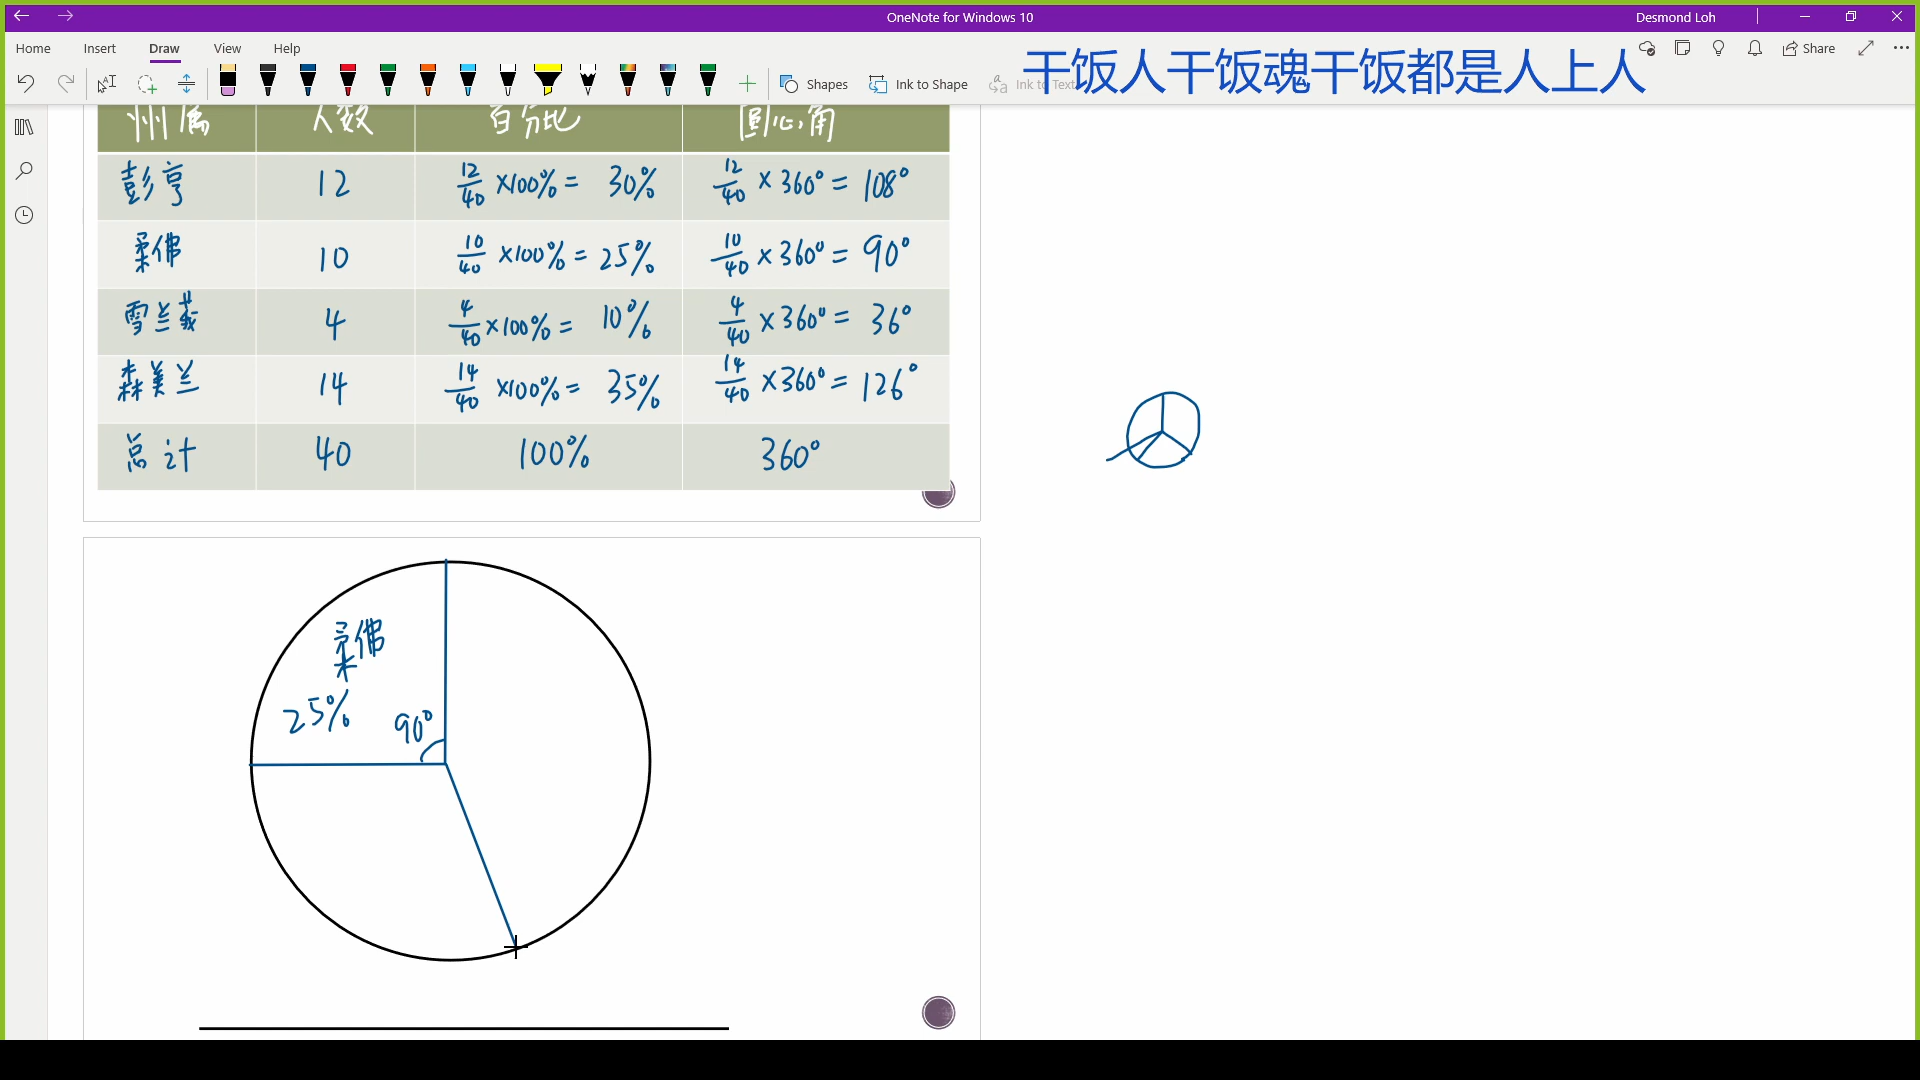 OneNote for Windows 10
Desmond Loh
Home Insert Draw View Help
干饭人干饭魂干饭都是人上人
Share
Shapes
Ink to Shape
Ink to Text
州属 人数 百分比 圆心角
彭亨 12 12/40 ×100% = 30% 12/40 × 360° = 108°
柔佛 10 10/40 ×100% = 25% 10/40 × 360° = 90°
雪兰莪 4 4/40 ×100% = 10% 4/40 × 360° = 36°
森美兰 14 14/40 ×100% = 35% 14/40 × 360° = 126°
总计 40 100% 360°
柔佛
25%
90°